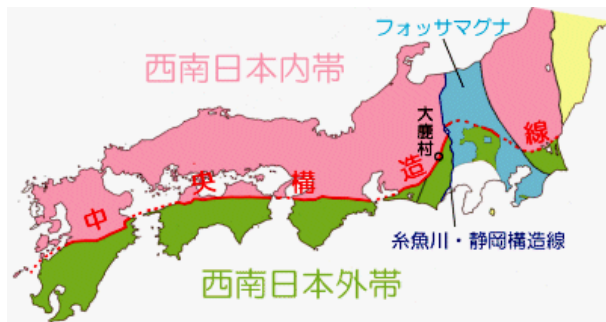 フォッサマグナ
西南日本内帯
大鹿村
中央構造線
糸魚川・静岡構造線
西南日本外帯